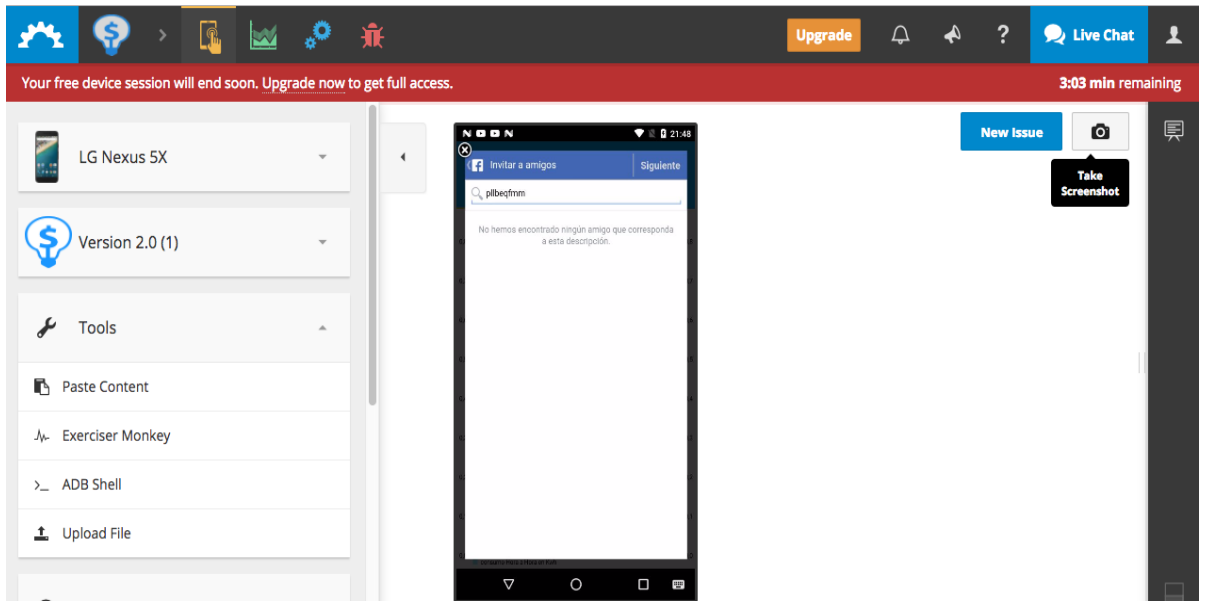 Upgrade
?
Live Chat
Your free device session will end soon. Upgrade now to get full access.
3:03 min remaining
LG Nexus 5X
New Issue
Take
Screenshot
21:48
Invitar a amigos
Siguiente
pllbeqfmm
No hemos encontrado ningún amigo que corresponda
a esta descripción.
Version 2.0 (1)
Tools
Paste Content
Exerciser Monkey
>_ ADB Shell
Upload File